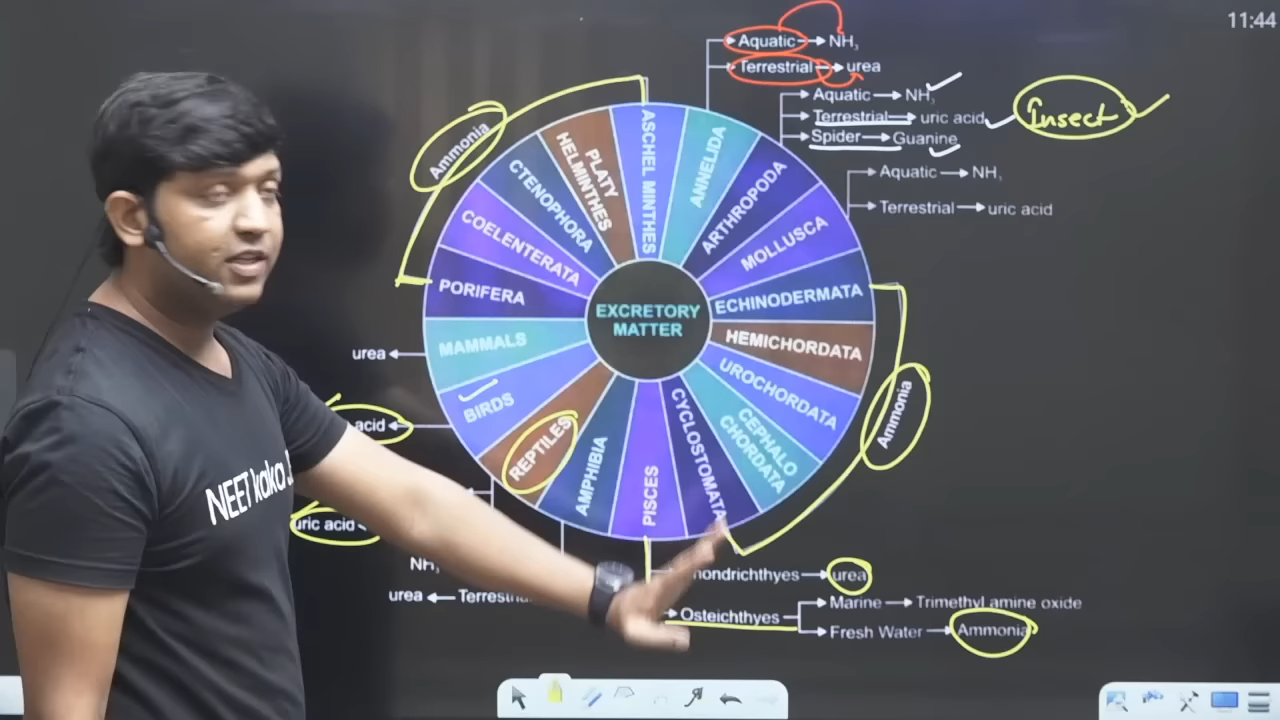 11:44
Aquatic → NH₃
Terrestrial → urea
Aquatic → NH₃
Terrestrial → uric acid
Spider → Guanine
Insect
Aquatic → NH₃
Terrestrial → uric acid
Ammonia
PORIFERA
COELENTERATA
CTENOPHORA
PLATY
HELMINTHES
ASCHEL MINTHES
ANNELIDA
ARTHROPODA
MOLLUSCA
ECHINODERMATA
HEMICHORDATA
UROCHORDATA
CEPHALO
CHORDATA
CYCLOSTOMATA
PISCES
AMPHIBIA
REPTILES
BIRDS
MAMMALS
EXCRETORY
MATTER
Ammonia
urea
acid
uric acid
urea ←
urea
Osteichthyes
Marine → Trimethyl amine oxide
Fresh Water → Ammonia
NEET kaka